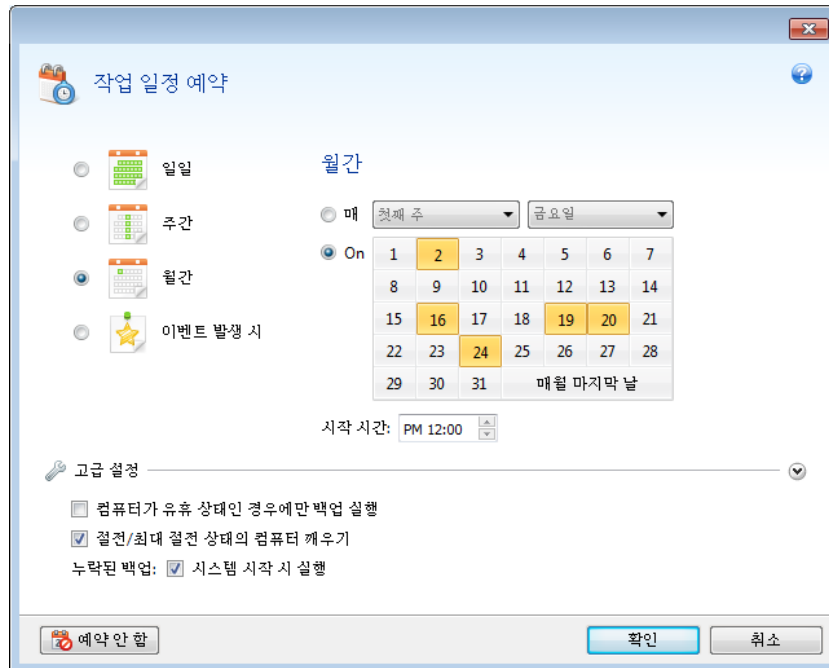 작업 일정 예약
일일
주간
월간
이벤트 발생 시
월간
매 첫째 주 금요일
On
1 2 3 4 5 6 7
8 9 10 11 12 13 14
15 16 17 18 19 20 21
22 23 24 25 26 27 28
29 30 31 매월 마지막 날
시작 시간: PM 12:00
고급 설정
컴퓨터가 유휴 상태인 경우에만 백업 실행
절전/최대 절전 상태의 컴퓨터 깨우기
누락된 백업: 시스템 시작 시 실행
예약 안 함
확인
취소